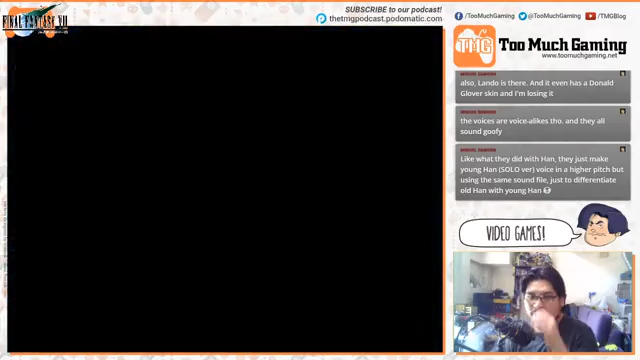 FINAL FANTASY VII
SUBSCRIBE to our podcast!
thetmgpodcast.podomatic.com
/TooMuchGaming
@TooMuchGaming
/TMGBlog
TMG
Too Much Gaming
www.toomuchgaming.net
also, Lando is there. And it even has a Donald
Glover skin and I'm losing it
the voices are voice-alikes tho. and they all
sound goofy
Like what they did with Han, they just make
young Han (SOLO ver) voice in a higher pitch but
using the same sound file, just to differentiate
old Han with young Han
VIDEO GAMES!